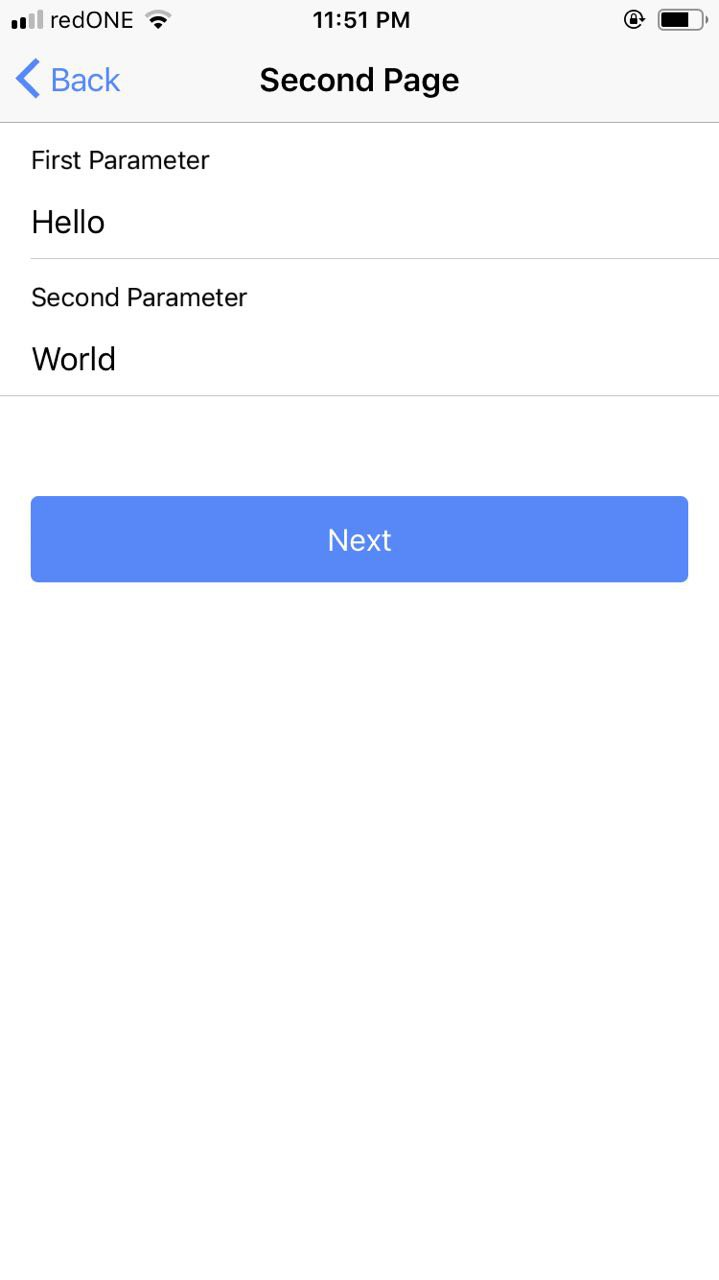 redONE 11:51 PM
Back Second Page
First Parameter
Hello
Second Parameter
World
Next